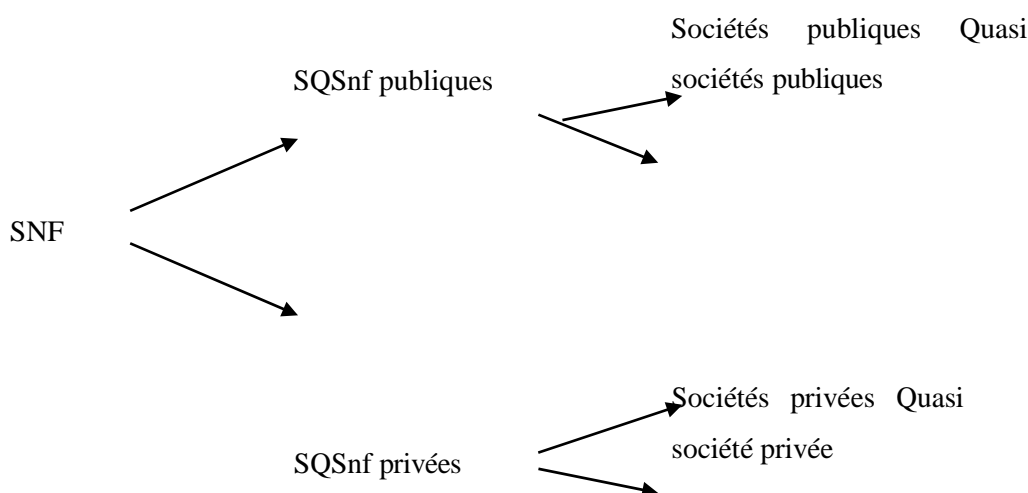 Sociétés publiques Quasi
SQSnf publiques
sociétés publiques
SNF
Sociétés privées Quasi
société privée
SQSnf privées